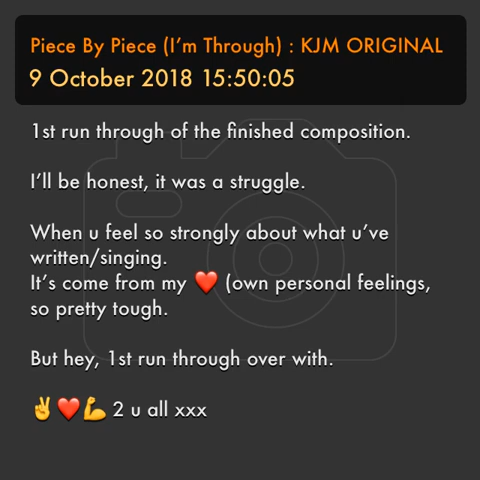 Piece By Piece (I’m Through) : KJM ORIGINAL
9 October 2018 15:50:05
1st run through of the finished composition.
I’ll be honest, it was a struggle.
When u feel so strongly about what u’ve
written/singing.
It’s come from my ❤️ (own personal feelings,
so pretty tough.
But hey, 1st run through over with.
✌️❤️💪 2 u all xxx